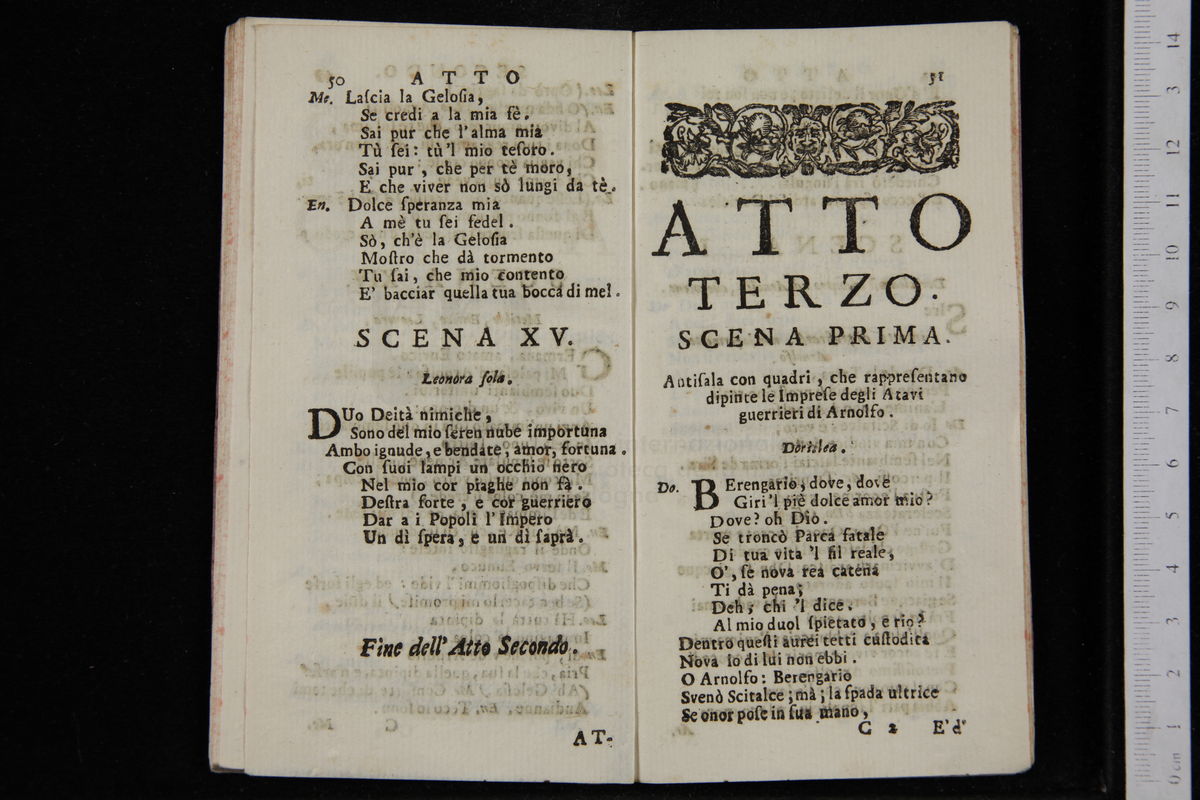 50 ATTO
Me. Laſcia la Geloſia,
Se credi a la mia fè.
Sai pur che l'alma mia
Tù ſei: tù 'l mio teſoro.
Sai pur, che per tè moro,
E che viver non sò lungi da tè.
En. Dolce ſperanza mia
A mè tu ſei fedel.
Sò, ch'è la Geloſia
Moſtro che dà tormento
Tu ſai, che mio contento
E' bacciar quella tua bocca di mel.
SCENA XV.
Leonora ſola.
DUo Deità nimiche,
Sono del mio ſeren nube importuna
Ambo ignude, e bendate, amor, fortuna.
Con ſuoi lampi un occhio nero
Nel mio cor piaghe non fà.
Deſtra forte, e cor guerriero
Dar a i Popoli l'Impero
Un dì ſpera, e un dì ſaprà.
Fine dell'Atto Secondo.
AT-
51
ATTO
TERZO.
SCENA PRIMA.
Antiſala con quadri, che rappreſentano
dipinte le Impreſe degli Atavi
guerrieri di Arnolfo.
Dorislea.
Do. BErengario, dove, dove
Giri 'l piè dolce amor mio?
Dove? oh Dio.
Se troncò Parca fatale
Di tua vita 'l fil reale,
O', ſe nova rea catena
Ti dà pena;
Deh, chi 'l dice.
Al mio duol ſpietato, e rio?
Dentro queſti aurei tetti cuſtodita
Nova io di lui non ebbi.
O Arnolfo: Berengario
Svenò Scitalce; mà; la ſpada ultrice
Se onor poſe in ſua mano,
C 2 E'd'